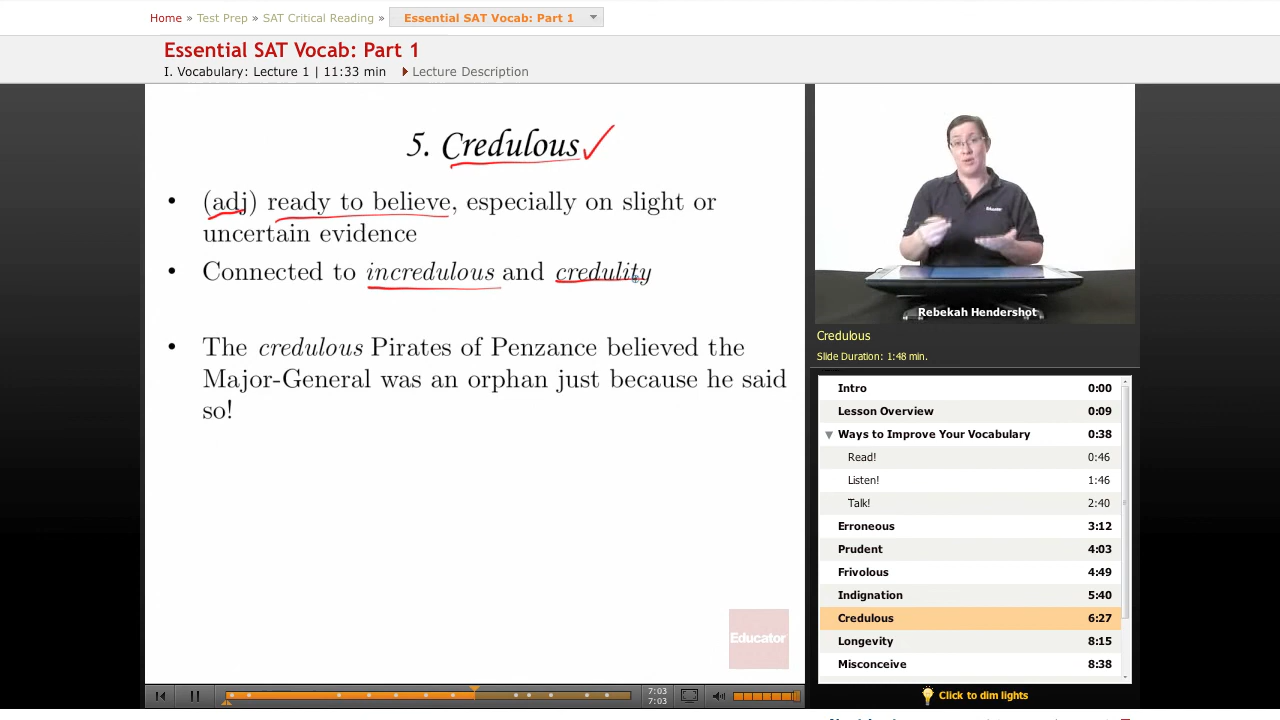 Home » Test Prep » SAT Critical Reading » Essential SAT Vocab: Part 1
Essential SAT Vocab: Part 1
I. Vocabulary: Lecture 1 | 11:33 min Lecture Description
5. Credulous
• (adj) ready to believe, especially on slight or
uncertain evidence
• Connected to incredulous and credulity
• The credulous Pirates of Penzance believed the
Major-General was an orphan just because he said
so!
Educator
7:03
7:03
Rebekah Hendershot
Credulous
Slide Duration: 1:48 min.
Intro 0:00
Lesson Overview 0:09
Ways to Improve Your Vocabulary 0:38
Read! 0:46
Listen! 1:46
Talk! 2:40
Erroneous 3:12
Prudent 4:03
Frivolous 4:49
Indignation 5:40
Credulous 6:27
Longevity 8:15
Misconceive 8:38
Click to dim lights